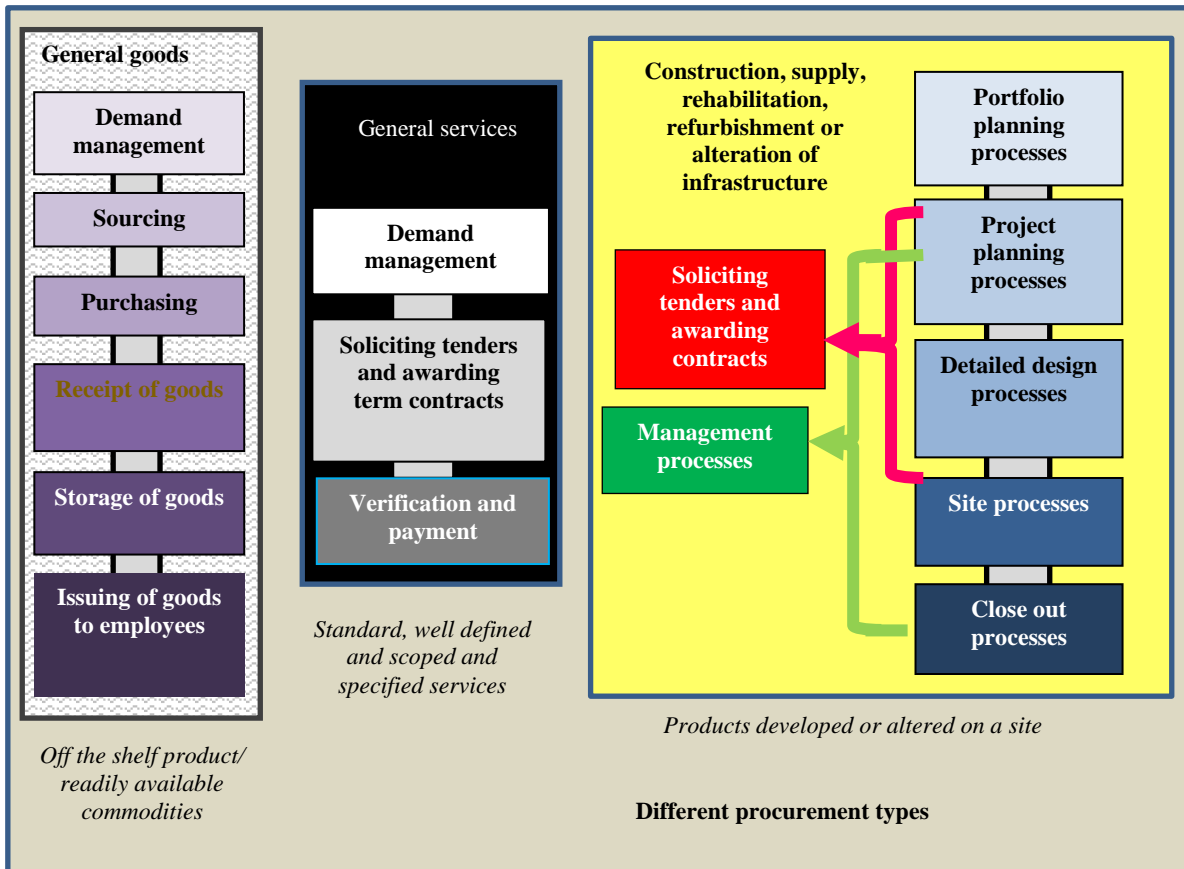 General goods
Demand
management
Sourcing
Purchasing
Receipt of goods
Storage of goods
Issuing of goods
to employees
Off the shelf product/
readily available
commodities
General services
Demand
management
Soliciting tenders
and awarding
term contracts
Verification and
payment
Standard, well defined
and scoped and
specified services
Construction, supply,
rehabilitation,
refurbishment or
alteration of
infrastructure
Soliciting
tenders and
awarding
contracts
Management
processes
Portfolio
planning
processes
Project
planning
processes
Detailed design
processes
Site processes
Close out
processes
Products developed or altered on a site
Different procurement types